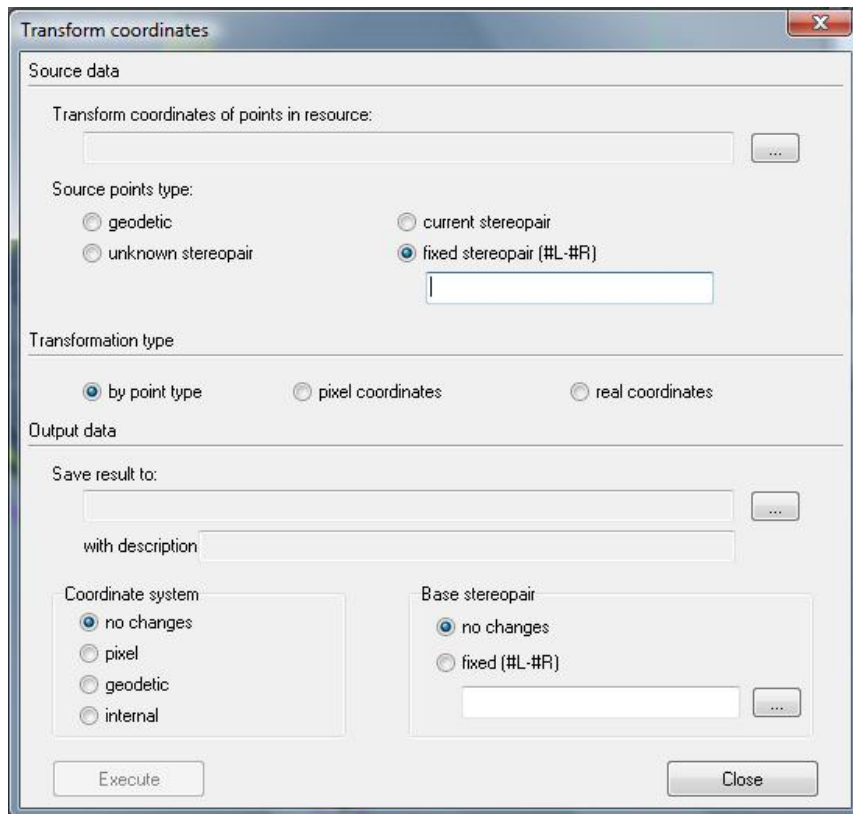 Transform coordinates
Source data
Transform coordinates of points in resource:
...
Source points type:
geodetic
current stereopair
unknown stereopair
fixed stereopair (#L-#R)
Transformation type
by point type
pixel coordinates
real coordinates
Output data
Save result to:
...
with description
Coordinate system
no changes
pixel
geodetic
internal
Base stereopair
no changes
fixed (#L-#R)
...
Execute
Close